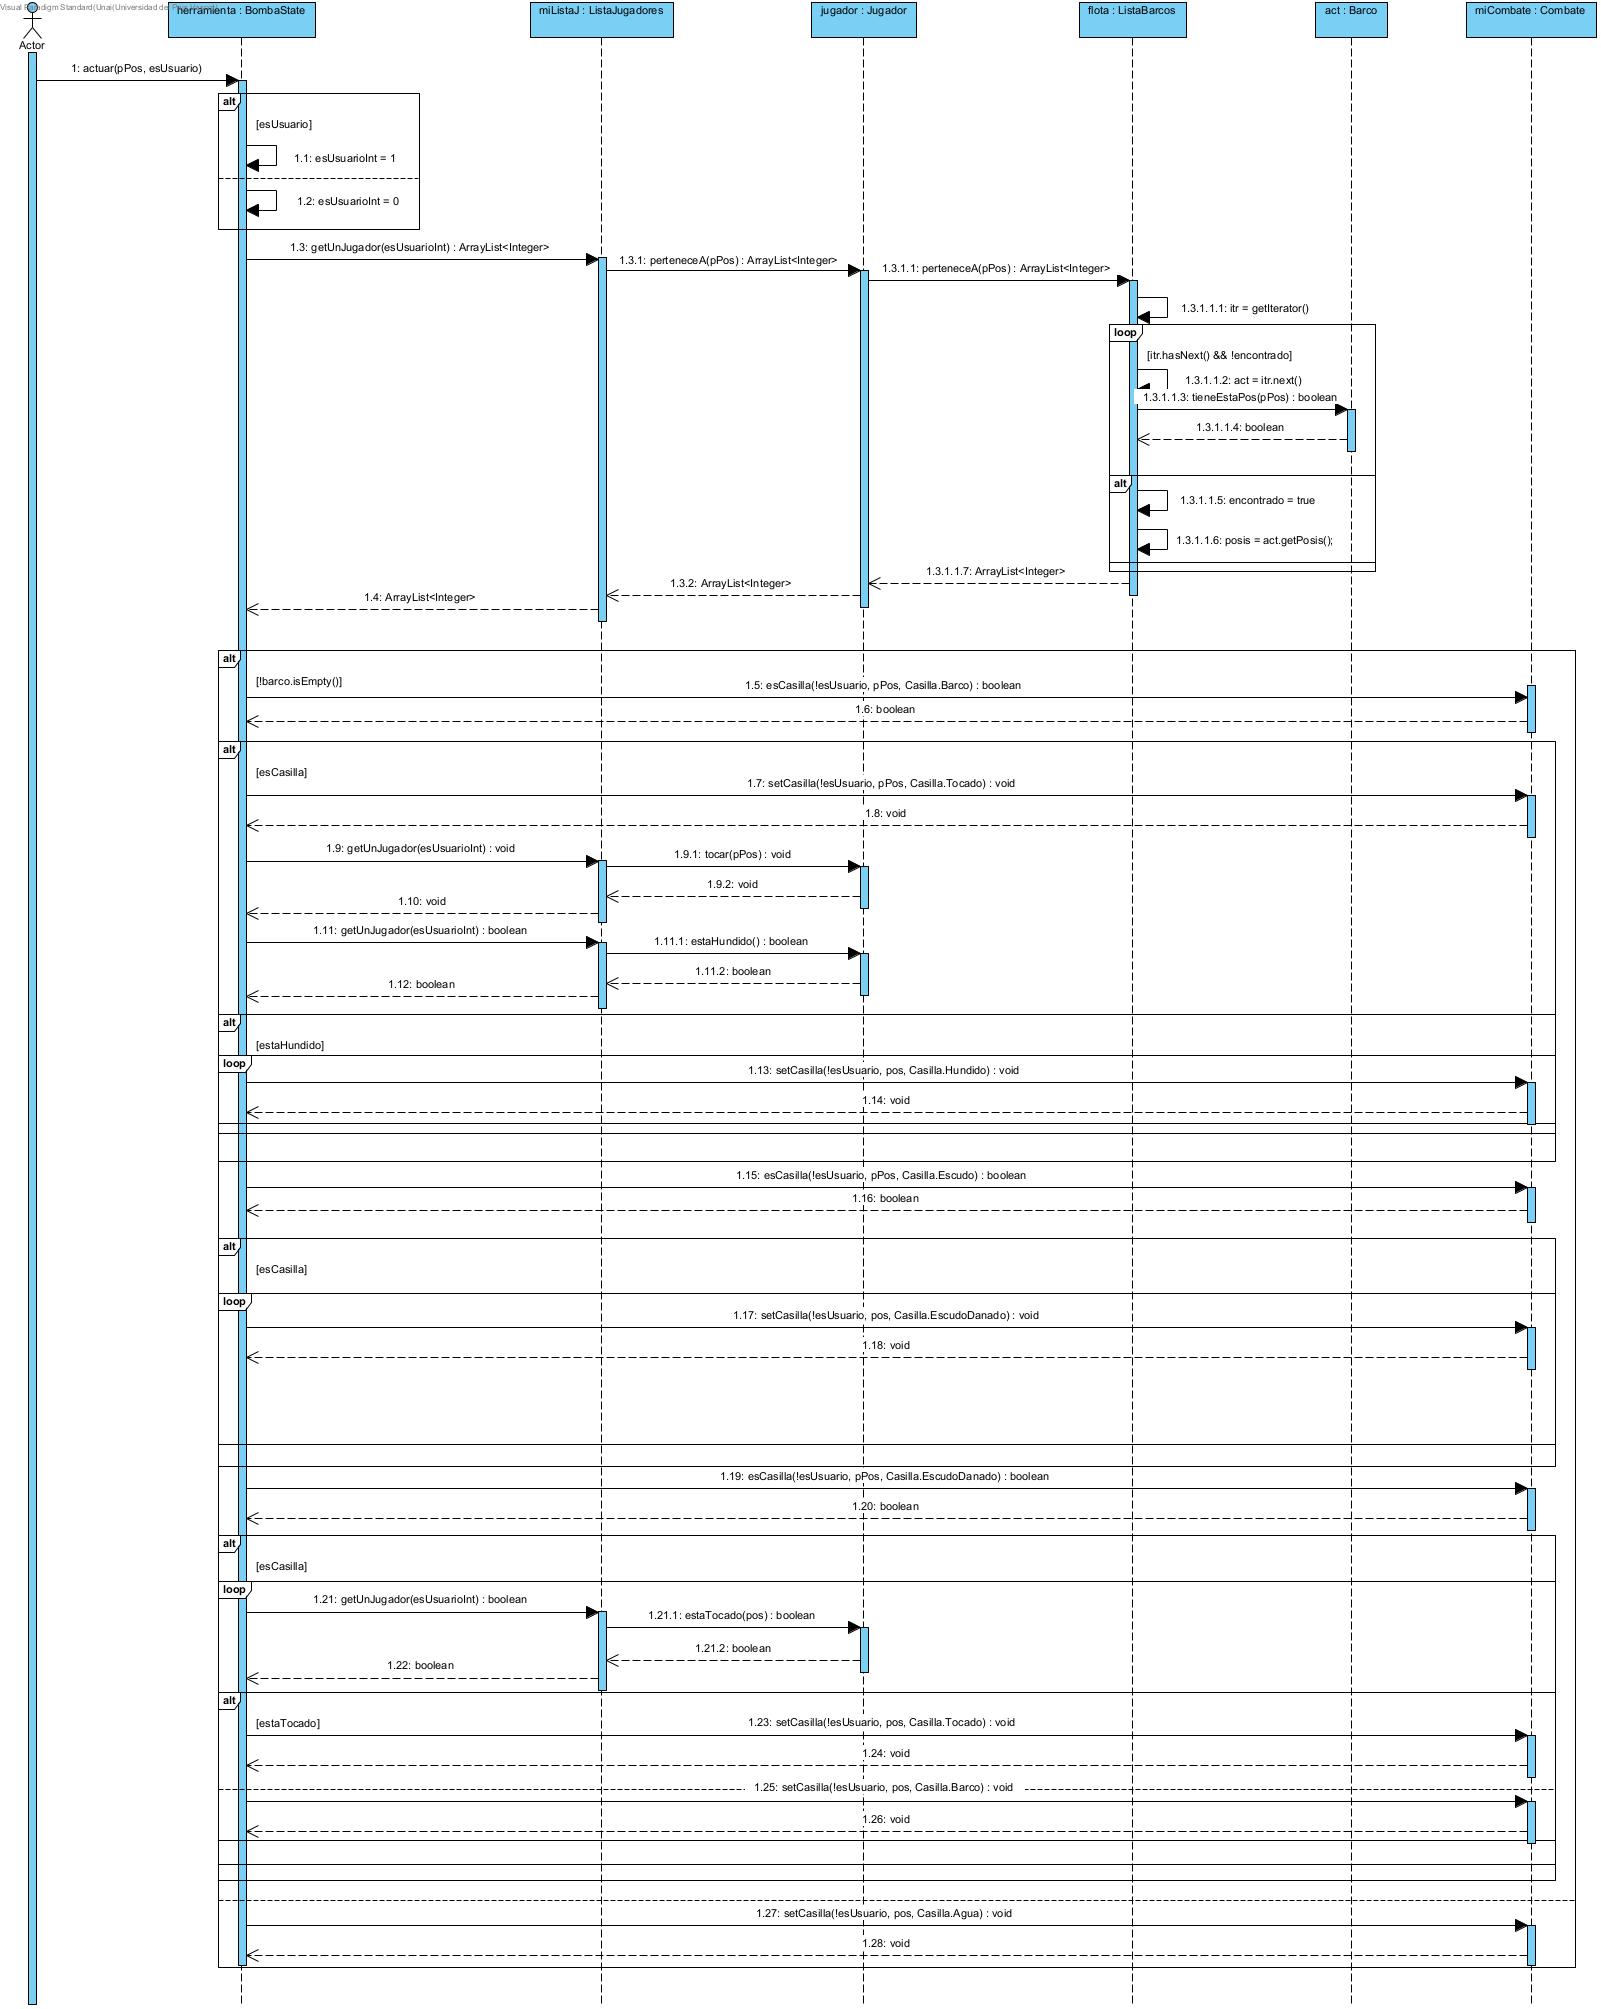 Visual Paradigm Standard(Unai(Universidad de
herramienta : BombaState
miListaJ : ListaJugadores
jugador : Jugador
flota : ListaBarcos
act : Barco
miCombate : Combate
Actor
1: actuar(pPos, esUsuario)
alt
[esUsuario]
1.1: esUsuarioInt = 1
1.2: esUsuarioInt = 0
1.3: getUnJugador(esUsuarioInt) : ArrayList<Integer>
1.3.1: perteneceA(pPos) : ArrayList<Integer>
1.3.1.1: perteneceA(pPos) : ArrayList<Integer>
1.3.1.1.1: itr = getIterator()
loop
[itr.hasNext() && !encontrado]
1.3.1.1.2: act = itr.next()
1.3.1.1.3: tieneEstaPos(pPos) : boolean
1.3.1.1.4: boolean
alt
1.3.1.1.5: encontrado = true
1.3.1.1.6: posis = act.getPosis();
1.3.1.1.7: ArrayList<Integer>
1.3.2: ArrayList<Integer>
1.4: ArrayList<Integer>
alt
[!barco.isEmpty()]
1.5: esCasilla(!esUsuario, pPos, Casilla.Barco) : boolean
1.6: boolean
alt
[esCasilla]
1.7: setCasilla(!esUsuario, pPos, Casilla.Tocado) : void
1.8: void
1.9: getUnJugador(esUsuarioInt) : void
1.9.1: tocar(pPos) : void
1.9.2: void
1.10: void
1.11: getUnJugador(esUsuarioInt) : boolean
1.11.1: estaHundido() : boolean
1.11.2: boolean
1.12: boolean
alt
[estaHundido]
loop
1.13: setCasilla(!esUsuario, pos, Casilla.Hundido) : void
1.14: void
1.15: esCasilla(!esUsuario, pPos, Casilla.Escudo) : boolean
1.16: boolean
alt
[esCasilla]
loop
1.17: setCasilla(!esUsuario, pos, Casilla.EscudoDanado) : void
1.18: void
1.19: esCasilla(!esUsuario, pPos, Casilla.EscudoDanado) : boolean
1.20: boolean
alt
[esCasilla]
loop
1.21: getUnJugador(esUsuarioInt) : boolean
1.21.1: estaTocado(pos) : boolean
1.21.2: boolean
1.22: boolean
alt
[estaTocado]
1.23: setCasilla(!esUsuario, pos, Casilla.Tocado) : void
1.24: void
1.25: setCasilla(!esUsuario, pos, Casilla.Barco) : void
1.26: void
1.27: setCasilla(!esUsuario, pos, Casilla.Agua) : void
1.28: void